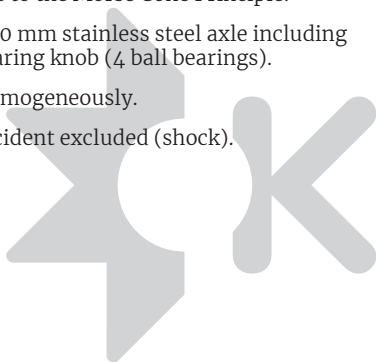 0 mm stainless steel axle including
aring knob (4 ball bearings).
mogeneously.
cident excluded (shock).
K